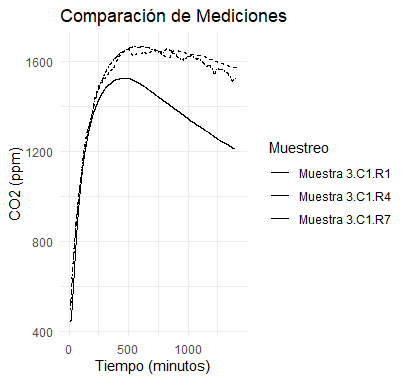 Comparación de Mediciones
CO2 (ppm)
1600
1200
800
400
0
500
1000
Tiempo (minutos)
Muestreo
Muestra 3.C1.R1
Muestra 3.C1.R4
Muestra 3.C1.R7